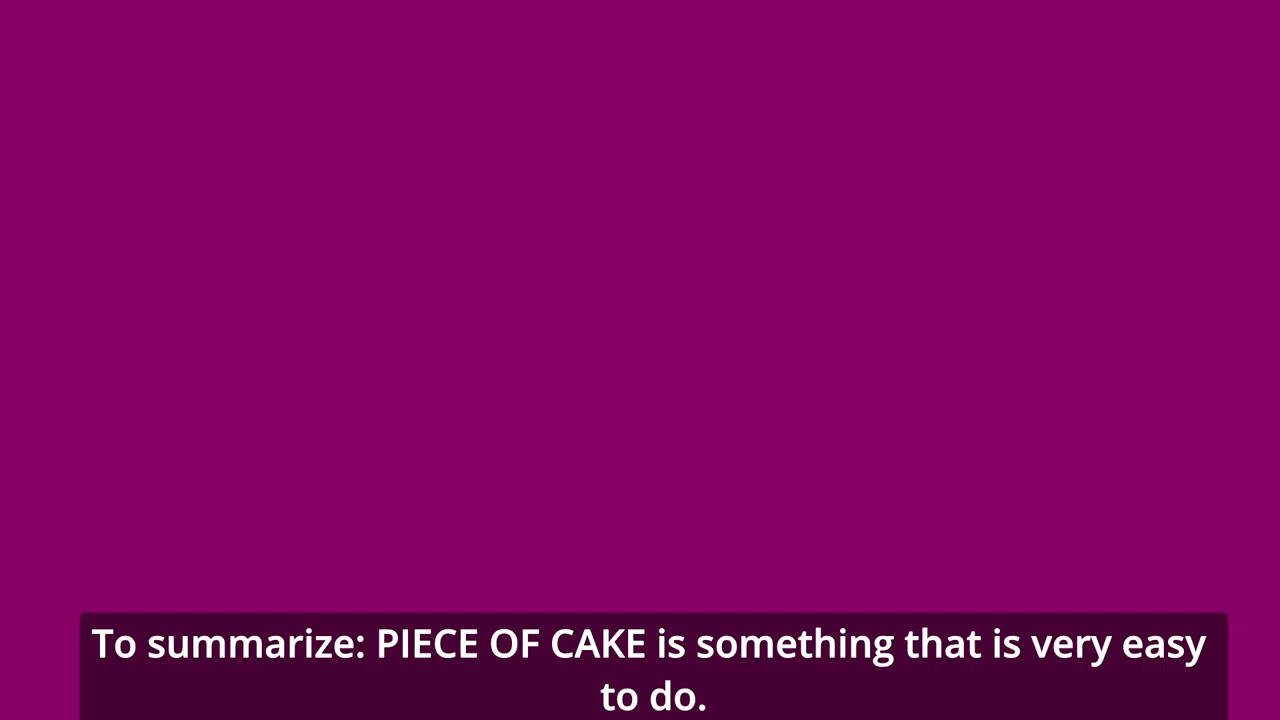 To summarize: PIECE OF CAKE is something that is very easy
to do.